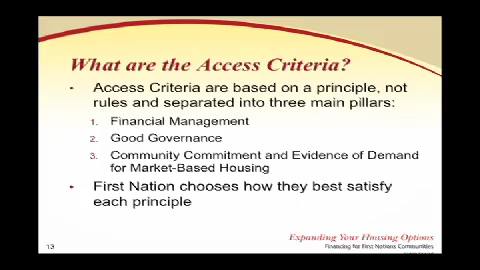 What are the Access Criteria?
• Access Criteria are based on a principle, not
rules and separated into three main pillars:
1. Financial Management
2. Good Governance
3. Community Commitment and Evidence of Demand
for Market-Based Housing
• First Nation chooses how they best satisfy
each principle
Expanding Your Housing Options
Financing for First Nations Communities
13